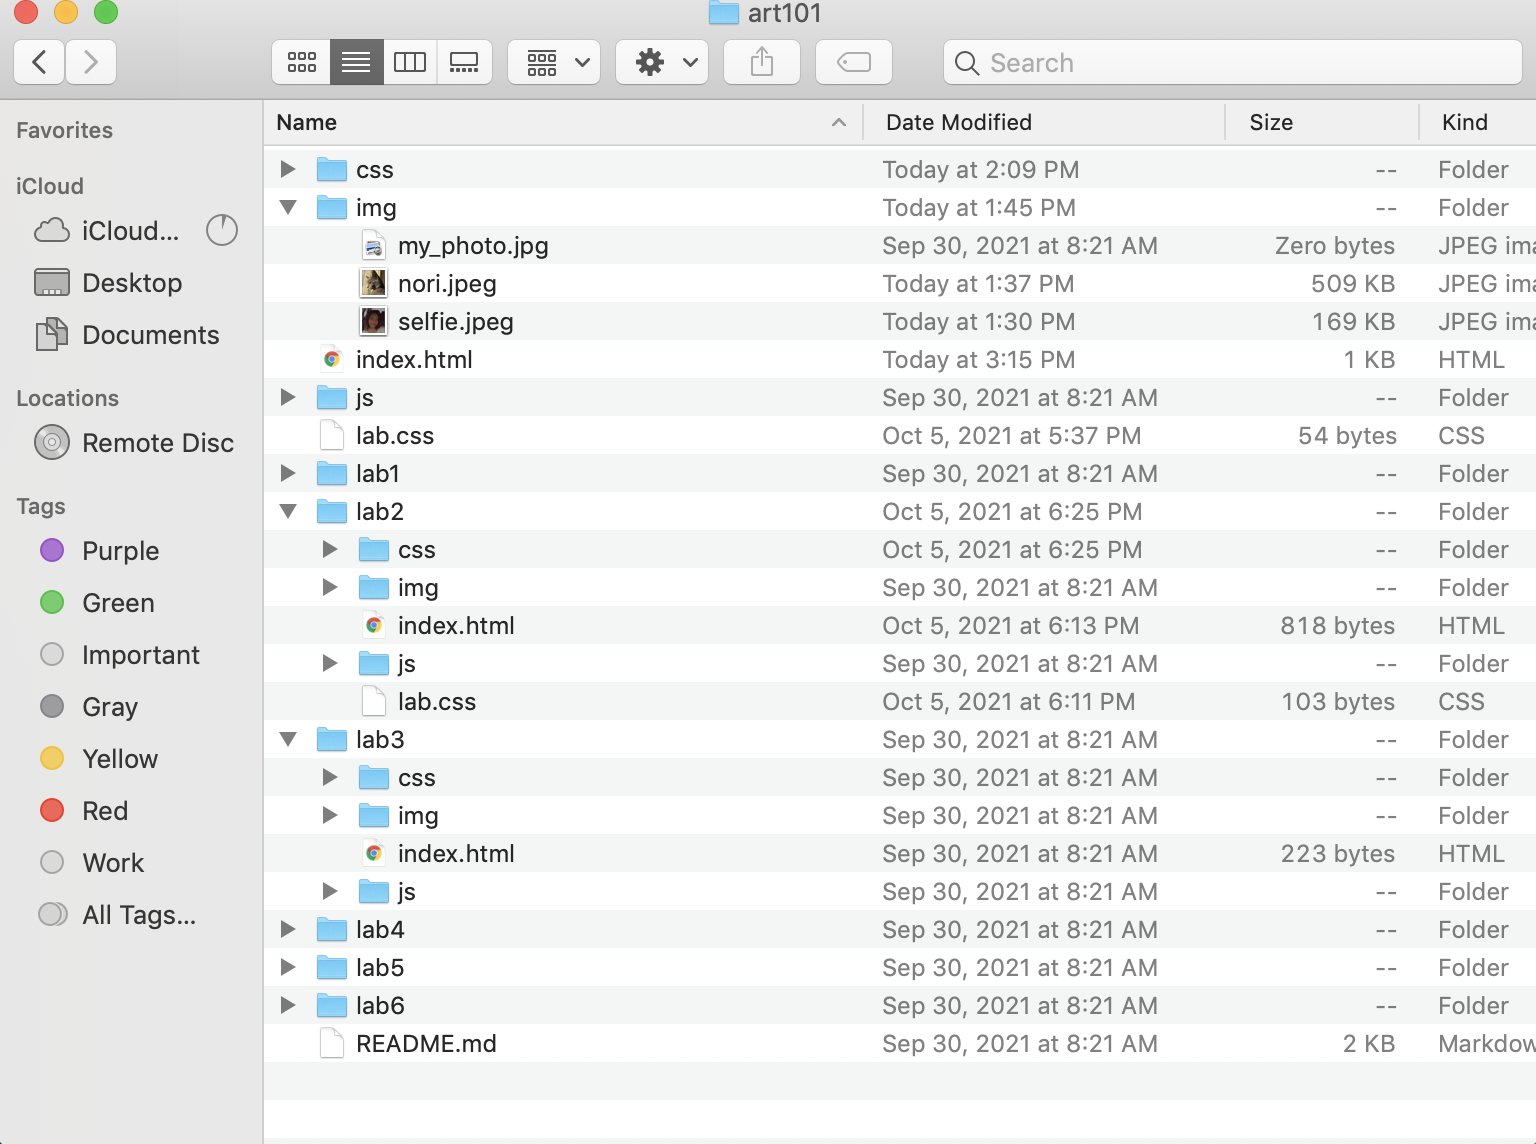 art101
Search
Favorites
iCloud
iCloud...
Desktop
Documents
Locations
Remote Disc
Tags
Purple
Green
Important
Gray
Yellow
Red
Work
All Tags...
Name Date Modified Size Kind
css Today at 2:09 PM -- Folder
img Today at 1:45 PM -- Folder
my_photo.jpg Sep 30, 2021 at 8:21 AM Zero bytes JPEG ima
nori.jpeg Today at 1:37 PM 509 KB JPEG ima
selfie.jpeg Today at 1:30 PM 169 KB JPEG ima
index.html Today at 3:15 PM 1 KB HTML
js Sep 30, 2021 at 8:21 AM -- Folder
lab.css Oct 5, 2021 at 5:37 PM 54 bytes CSS
lab1 Sep 30, 2021 at 8:21 AM -- Folder
lab2 Oct 5, 2021 at 6:25 PM -- Folder
css Oct 5, 2021 at 6:25 PM -- Folder
img Sep 30, 2021 at 8:21 AM -- Folder
index.html Oct 5, 2021 at 6:13 PM 818 bytes HTML
js Sep 30, 2021 at 8:21 AM -- Folder
lab.css Oct 5, 2021 at 6:11 PM 103 bytes CSS
lab3 Sep 30, 2021 at 8:21 AM -- Folder
css Sep 30, 2021 at 8:21 AM -- Folder
img Sep 30, 2021 at 8:21 AM -- Folder
index.html Sep 30, 2021 at 8:21 AM 223 bytes HTML
js Sep 30, 2021 at 8:21 AM -- Folder
lab4 Sep 30, 2021 at 8:21 AM -- Folder
lab5 Sep 30, 2021 at 8:21 AM -- Folder
lab6 Sep 30, 2021 at 8:21 AM -- Folder
README.md Sep 30, 2021 at 8:21 AM 2 KB Markdow